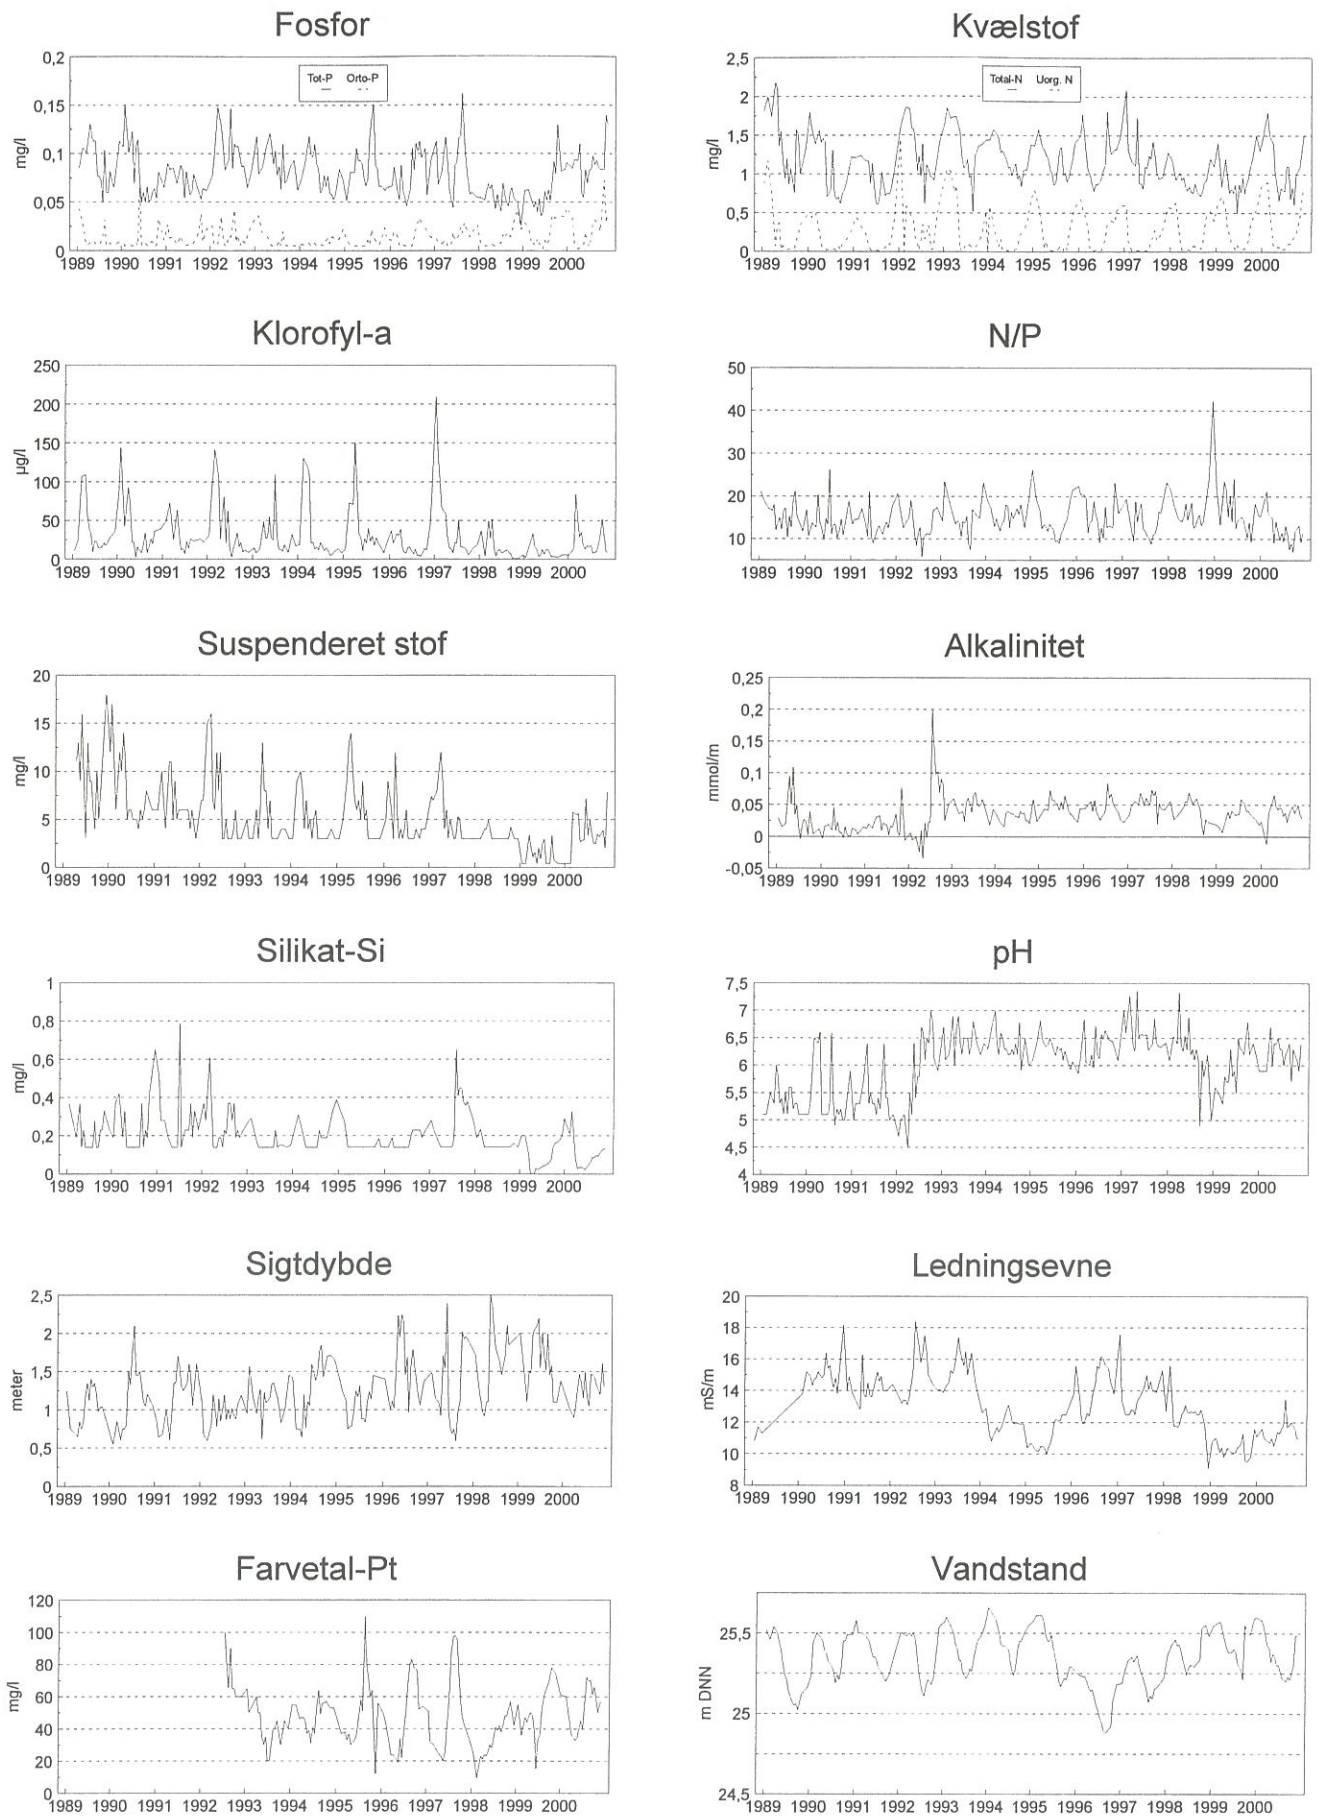 Fosfor
0,2
0,15
0,1
0,05
0
mg/l
Tot-P Orto-P
1989 1990 1991 1992 1993 1994 1995 1996 1997 1998 1999 2000
Kvælstof
2,5
2
1,5
1
0,5
0
mg/l
Total-N Uorg. N
1989 1990 1991 1992 1993 1994 1995 1996 1997 1998 1999 2000
Klorofyl-a
250
200
150
100
50
0
µg/l
1989 1990 1991 1992 1993 1994 1995 1996 1997 1998 1999 2000
N/P
50
40
30
20
10
1989 1990 1991 1992 1993 1994 1995 1996 1997 1998 1999 2000
Suspenderet stof
20
15
10
5
0
mg/l
1989 1990 1991 1992 1993 1994 1995 1996 1997 1998 1999 2000
Alkalinitet
0,25
0,2
0,15
0,1
0,05
0
-0,05
mmol/m
1989 1990 1991 1992 1993 1994 1995 1996 1997 1998 1999 2000
Silikat-Si
1
0,8
0,6
0,4
0,2
0
mg/l
1989 1990 1991 1992 1993 1994 1995 1996 1997 1998 1999 2000
pH
7,5
7
6,5
6
5,5
5
4,5
4
1989 1990 1991 1992 1993 1994 1995 1996 1997 1998 1999 2000
Sigtdybde
2,5
2
1,5
1
0,5
0
meter
1989 1990 1991 1992 1993 1994 1995 1996 1997 1998 1999 2000
Ledningsevne
20
18
16
14
12
10
8
mS/m
1989 1990 1991 1992 1993 1994 1995 1996 1997 1998 1999 2000
Farvetal-Pt
120
100
80
60
40
20
0
mg/l
1989 1990 1991 1992 1993 1994 1995 1996 1997 1998 1999 2000
Vandstand
25,5
25
24,5
m DNN
1989 1990 1991 1992 1993 1994 1995 1996 1997 1998 1999 2000